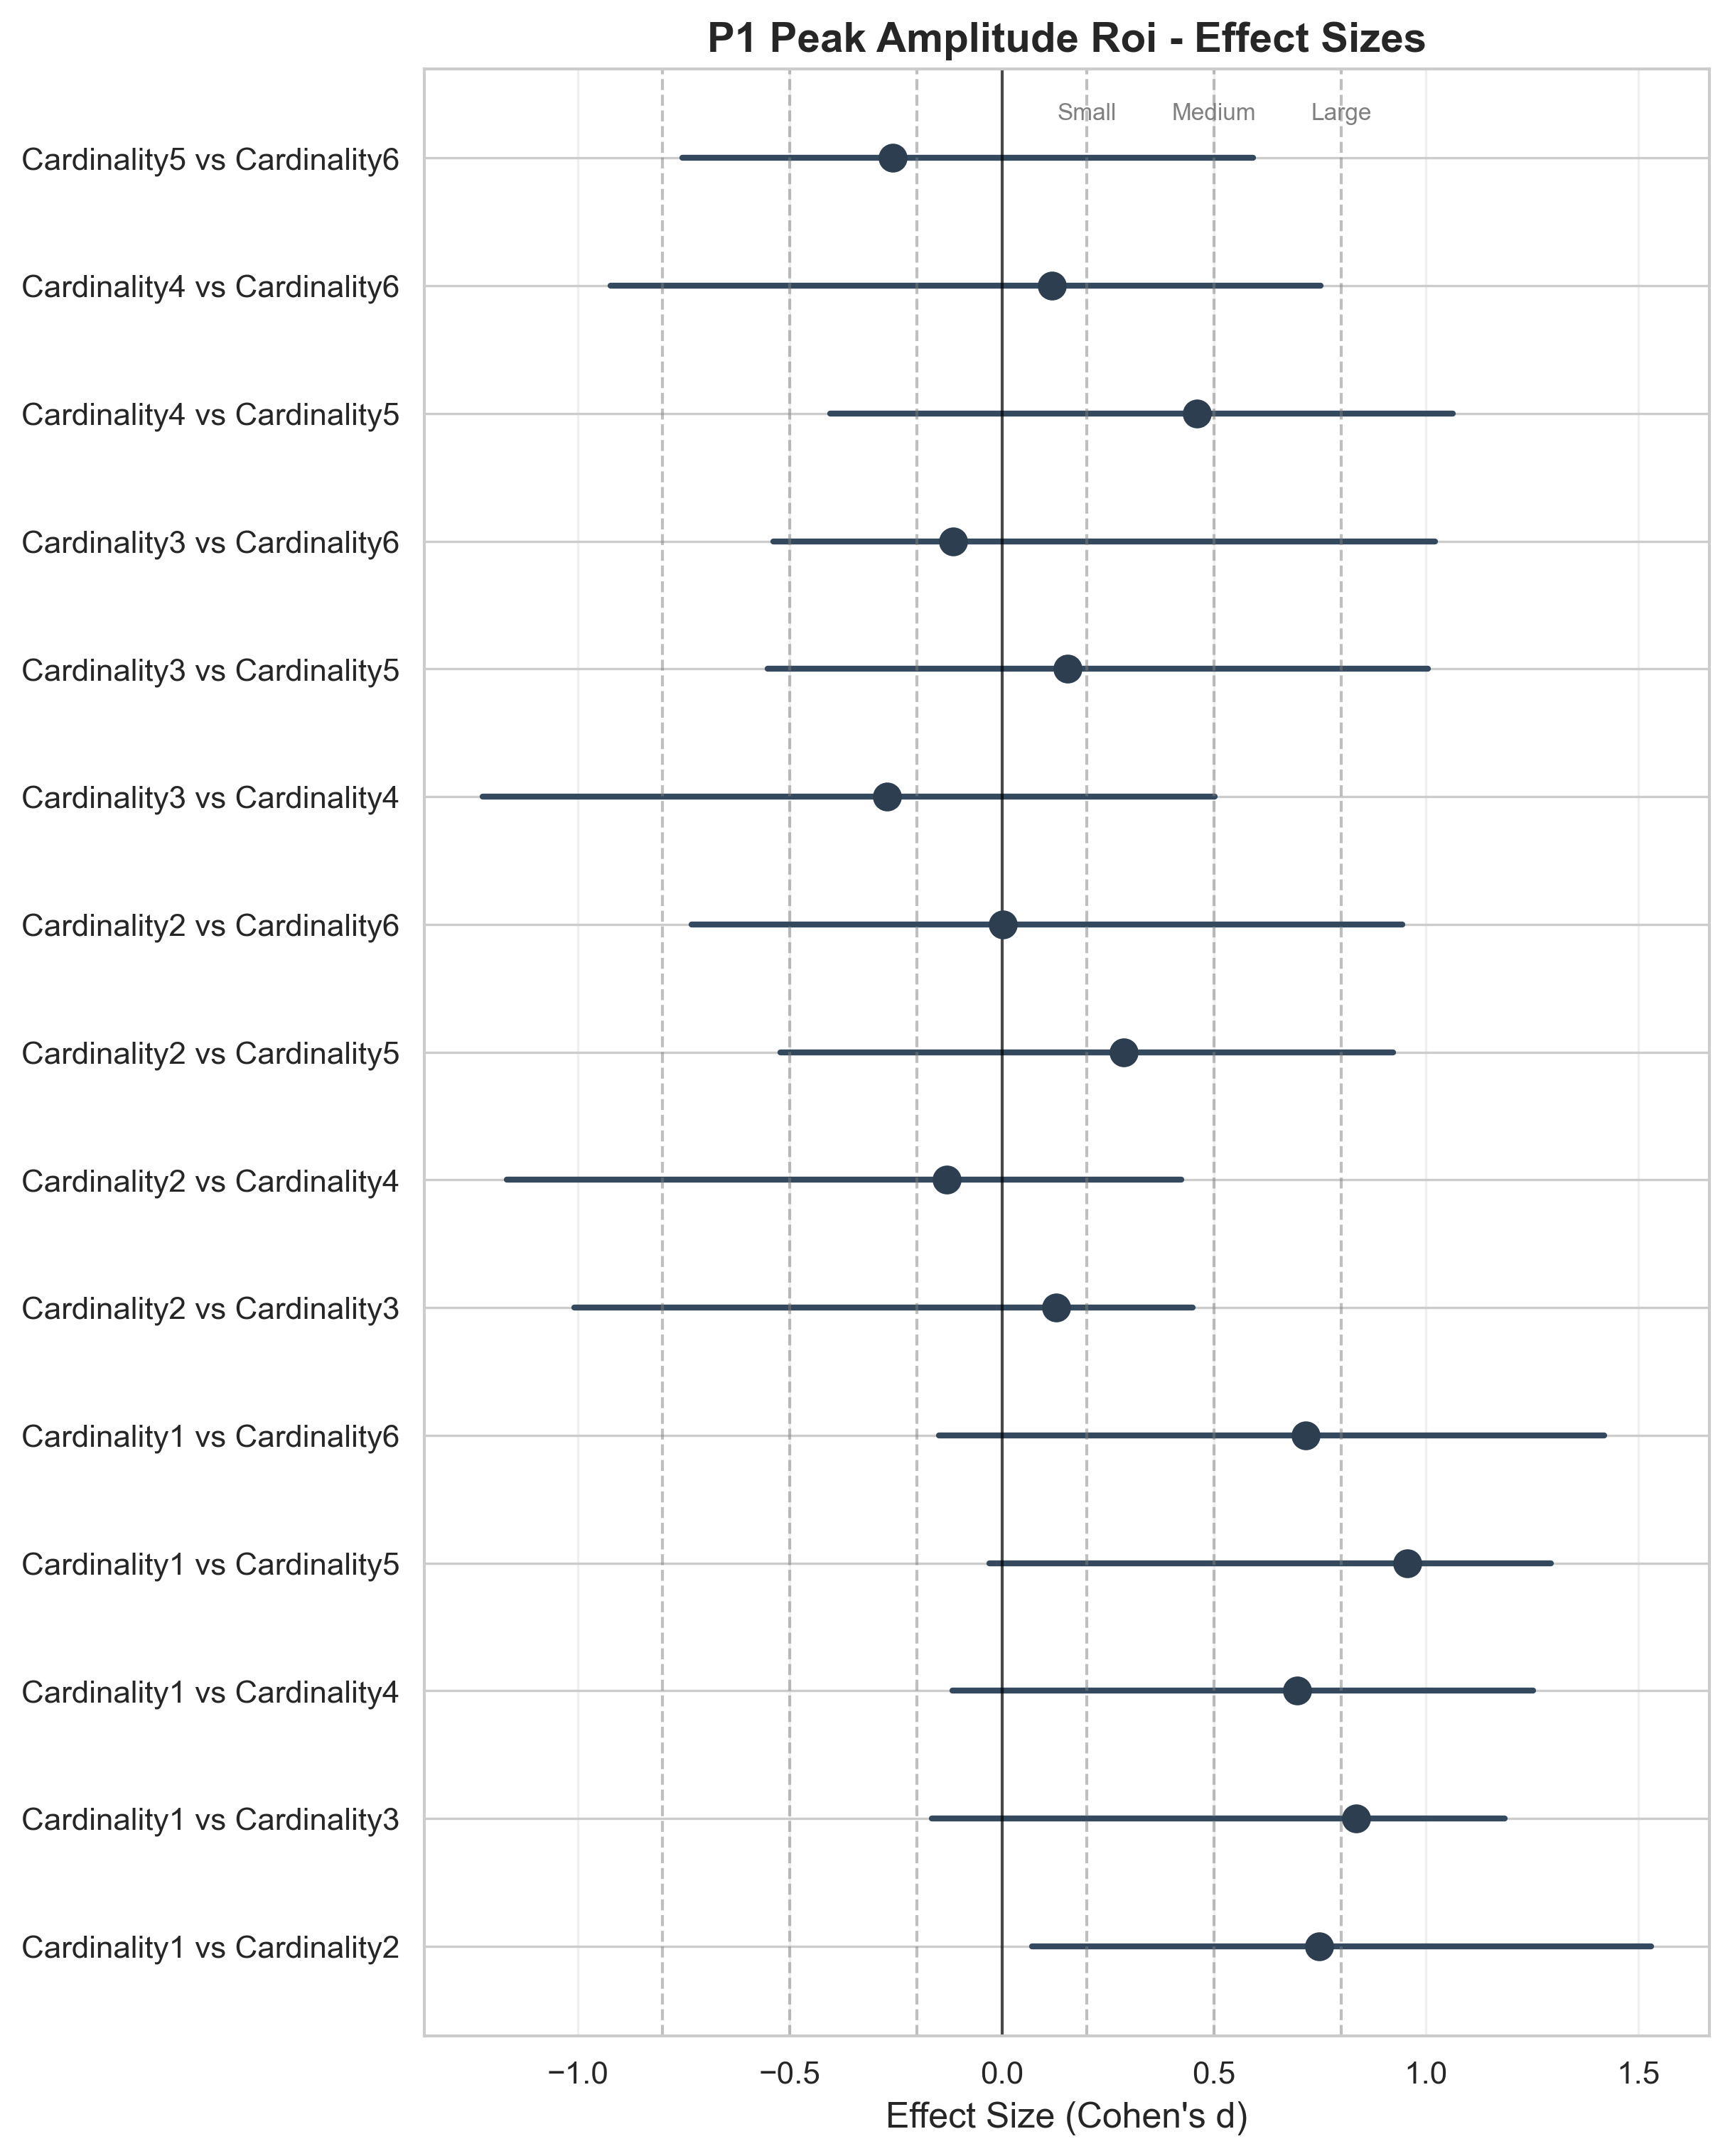 P1 Peak Amplitude Roi - Effect Sizes
Small Medium Large
Cardinality5 vs Cardinality6
Cardinality4 vs Cardinality6
Cardinality4 vs Cardinality5
Cardinality3 vs Cardinality6
Cardinality3 vs Cardinality5
Cardinality3 vs Cardinality4
Cardinality2 vs Cardinality6
Cardinality2 vs Cardinality5
Cardinality2 vs Cardinality4
Cardinality2 vs Cardinality3
Cardinality1 vs Cardinality6
Cardinality1 vs Cardinality5
Cardinality1 vs Cardinality4
Cardinality1 vs Cardinality3
Cardinality1 vs Cardinality2
−1.0 −0.5 0.0 0.5 1.0 1.5
Effect Size (Cohen's d)